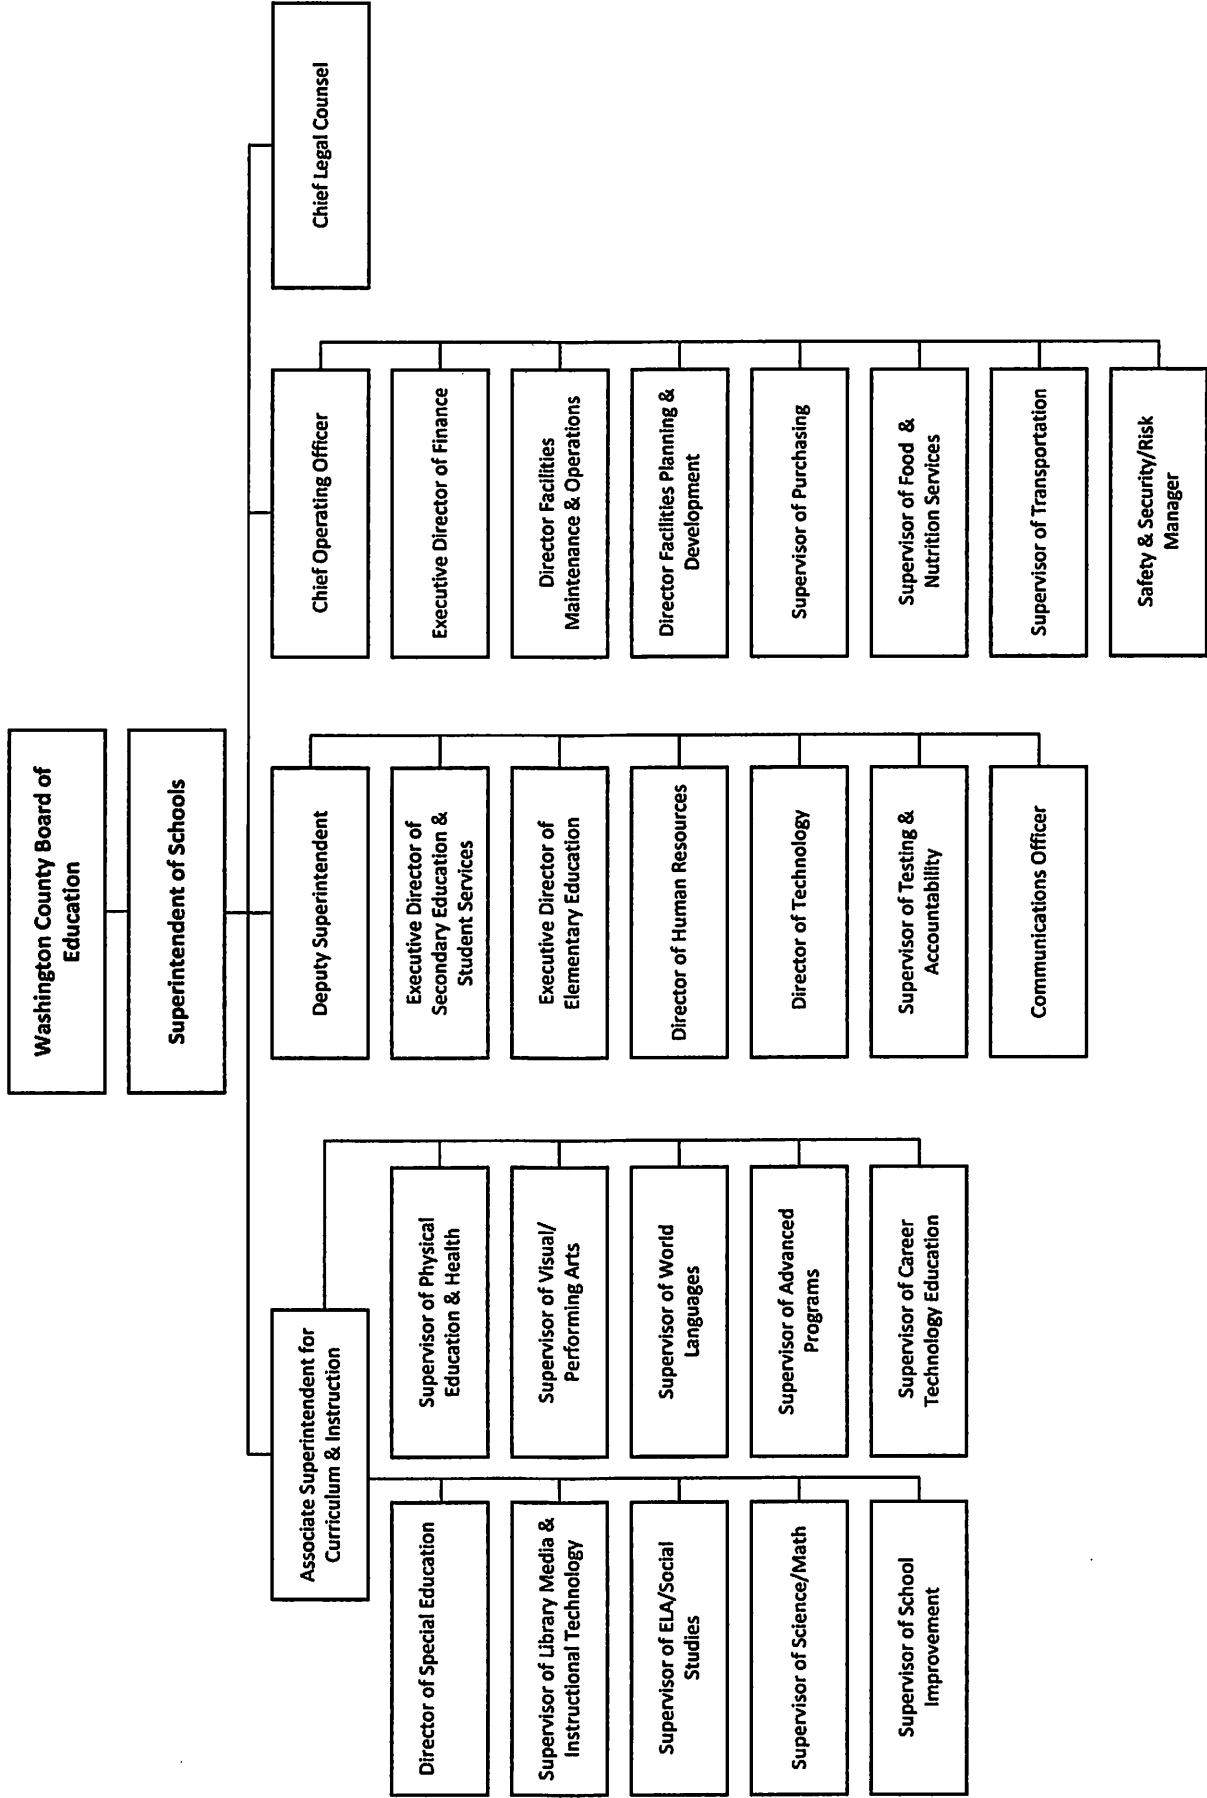 Washington County Board of
Education
Superintendent of Schools
Associate Superintendent for
Curriculum & Instruction
Director of Special Education
Supervisor of Library Media &
Instructional Technology
Supervisor of ELA/Social
Studies
Supervisor of Science/Math
Supervisor of School
Improvement
Supervisor of Physical
Education & Health
Supervisor of Visual/
Performing Arts
Supervisor of World
Languages
Supervisor of Advanced
Programs
Supervisor of Career
Technology Education
Deputy Superintendent
Executive Director of
Secondary Education &
Student Services
Executive Director of
Elementary Education
Director of Human Resources
Director of Technology
Supervisor of Testing &
Accountability
Communications Officer
Chief Operating Officer
Executive Director of Finance
Director Facilities
Maintenance & Operations
Director Facilities Planning &
Development
Supervisor of Purchasing
Supervisor of Food &
Nutrition Services
Supervisor of Transportation
Safety & Security/Risk
Manager
Chief Legal Counsel